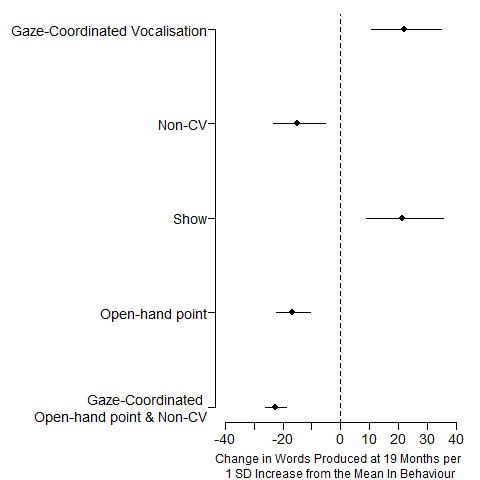 Gaze-Coordinated Vocalisation
Non-CV
Show
Open-hand point
Gaze-Coordinated
Open-hand point & Non-CV
-40 -20 0 10 20 30 40
Change in Words Produced at 19 Months per
1 SD Increase from the Mean In Behaviour